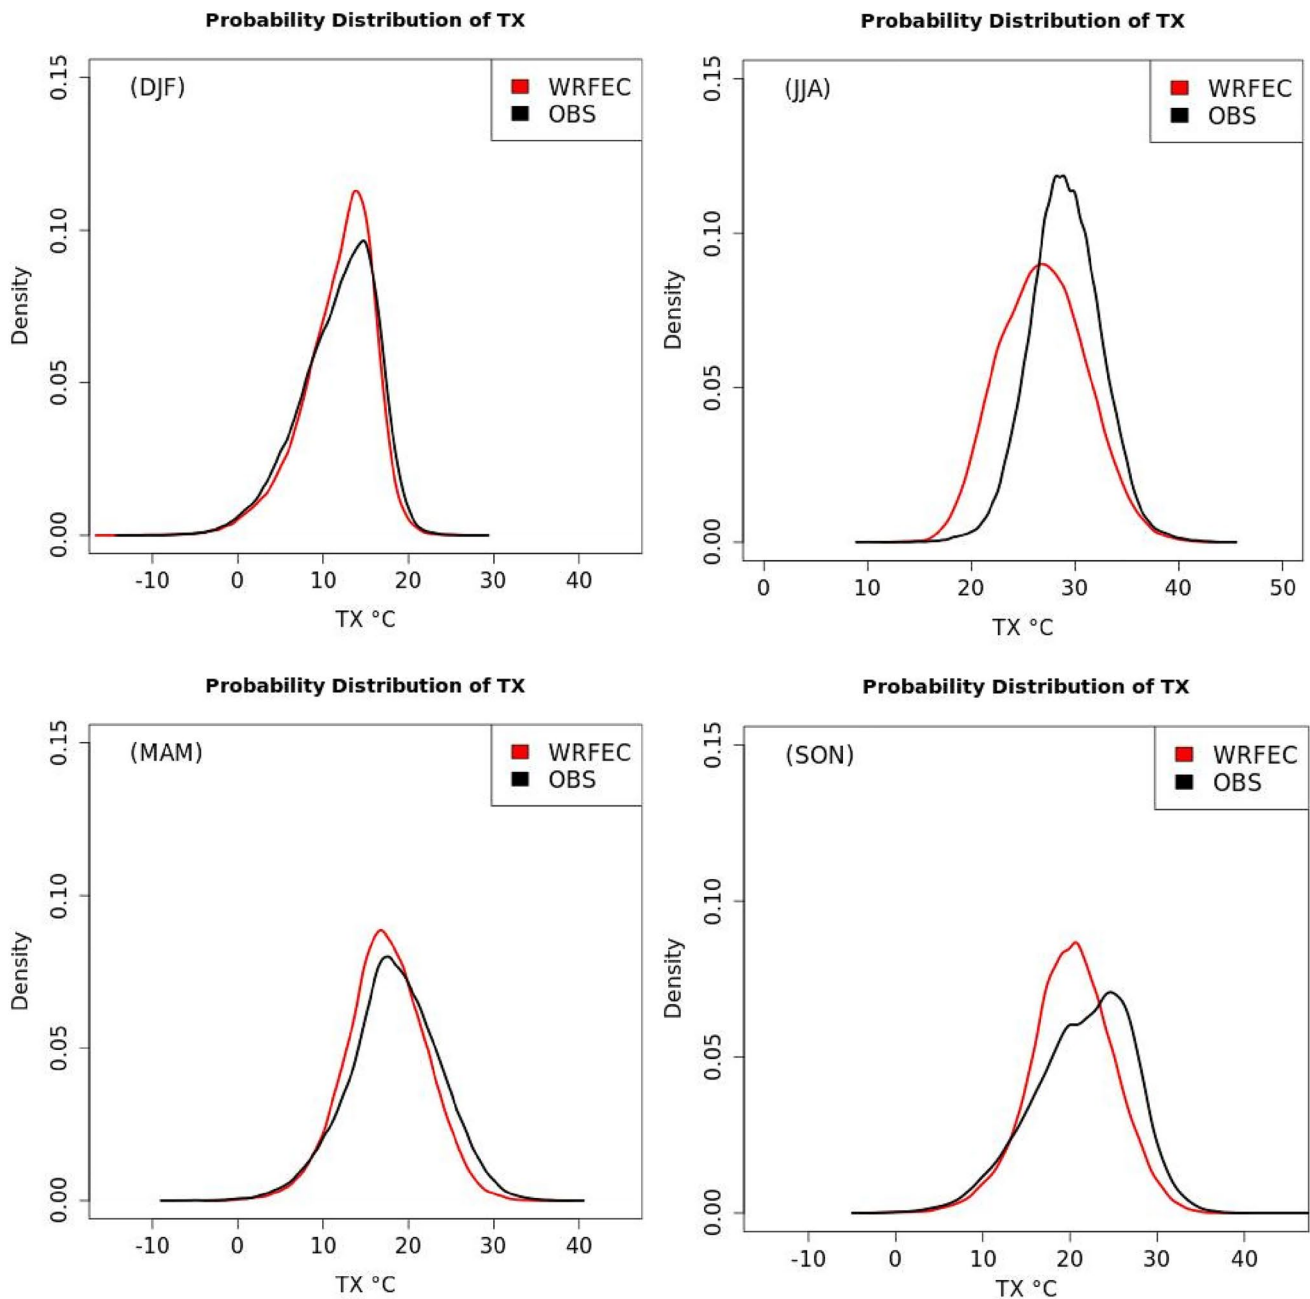 Probability Distribution of TX
(DJF)
WRFEC
OBS
0.15
0.10
0.05
0.00
Density
-10 0 10 20 30 40
TX °C
Probability Distribution of TX
(JJA)
WRFEC
OBS
0.15
0.10
0.05
0.00
Density
0 10 20 30 40 50
TX °C
Probability Distribution of TX
(MAM)
WRFEC
OBS
0.15
0.10
0.05
0.00
Density
-10 0 10 20 30 40
TX °C
Probability Distribution of TX
(SON)
WRFEC
OBS
0.15
0.10
0.05
0.00
Density
-10 0 10 20 30 40
TX °C